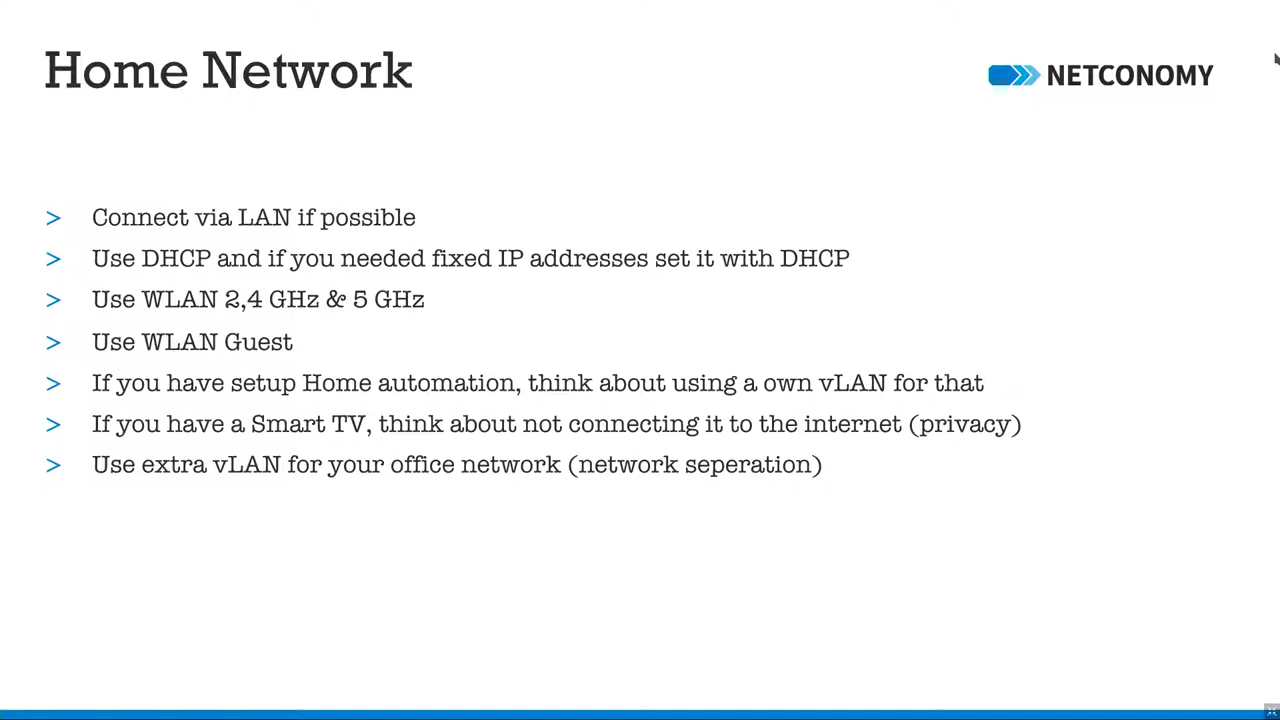 Home Network
NETCONOMY
> Connect via LAN if possible
> Use DHCP and if you needed fixed IP addresses set it with DHCP
> Use WLAN 2,4 GHz & 5 GHz
> Use WLAN Guest
> If you have setup Home automation, think about using a own vLAN for that
> If you have a Smart TV, think about not connecting it to the internet (privacy)
> Use extra vLAN for your office network (network seperation)